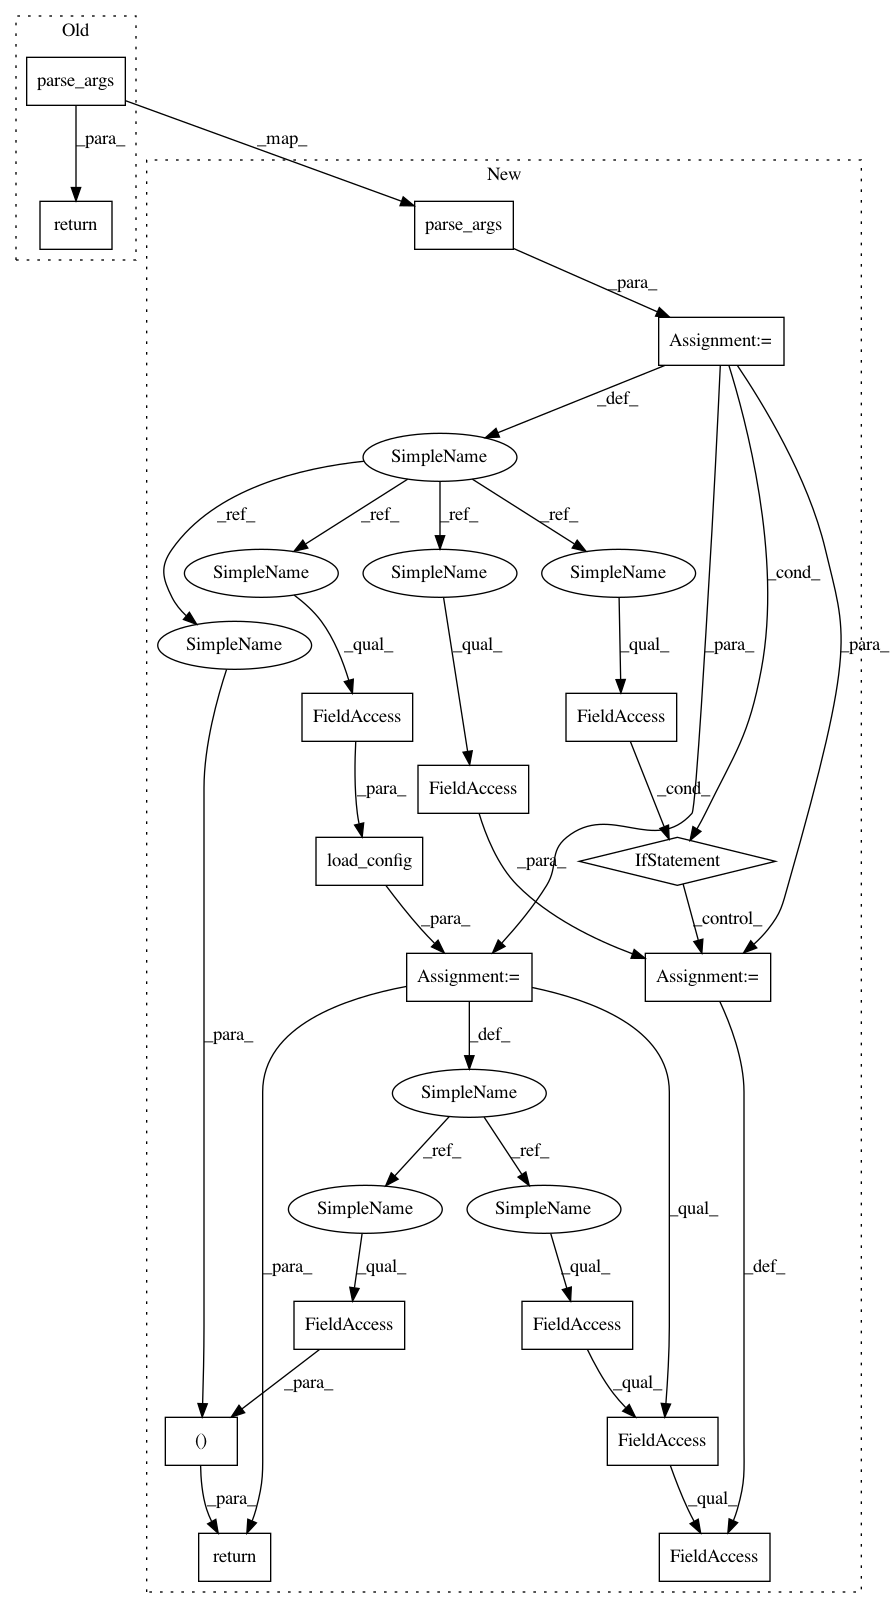 Old
parse_args
_para_
_map_
return
New
parse_args
_para_
Assignment:=
_def_
SimpleName
_ref_
_ref_
_ref_
_ref_
SimpleName
SimpleName
SimpleName
_cond_
SimpleName
_qual_
_qual_
_qual_
_para_
_para_
FieldAccess
FieldAccess
FieldAccess
_para_
_cond_
load_config
_para_
IfStatement
_para_
_control_
Assignment:=
Assignment:=
_para_
_def_
SimpleName
_ref_
_ref_
SimpleName
SimpleName
_qual_
_para_
_qual_
_qual_
_def_
FieldAccess
FieldAccess
_para_
_qual_
()
FieldAccess
_para_
_qual_
return
FieldAccess